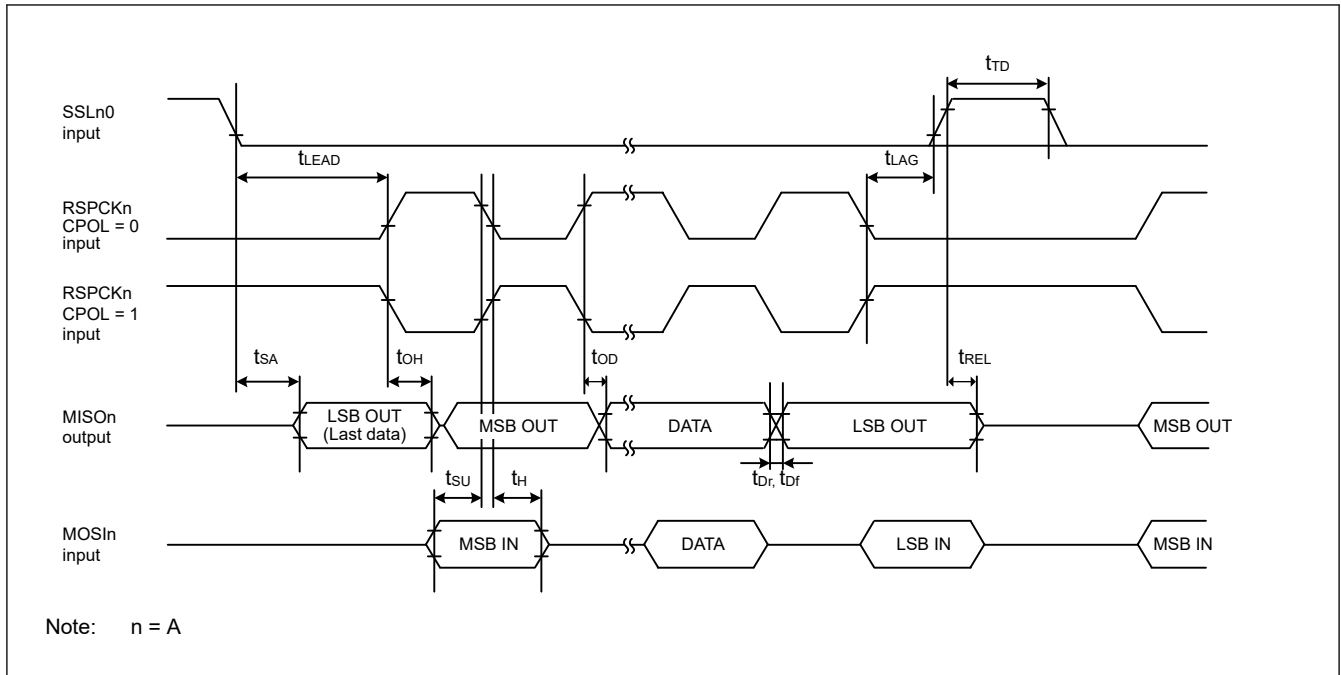 tTD
SSLn0
input
tLEAD
tLAG
RSPCKn
CPOL = 0
input
RSPCKn
CPOL = 1
input
tSA
tOH
tOD
tREL
MISOn
output
LSB OUT
(Last data)
MSB OUT
DATA
LSB OUT
MSB OUT
tSU
tH
tDr, tDf
MOSIn
input
MSB IN
DATA
LSB IN
MSB IN
Note: n = A